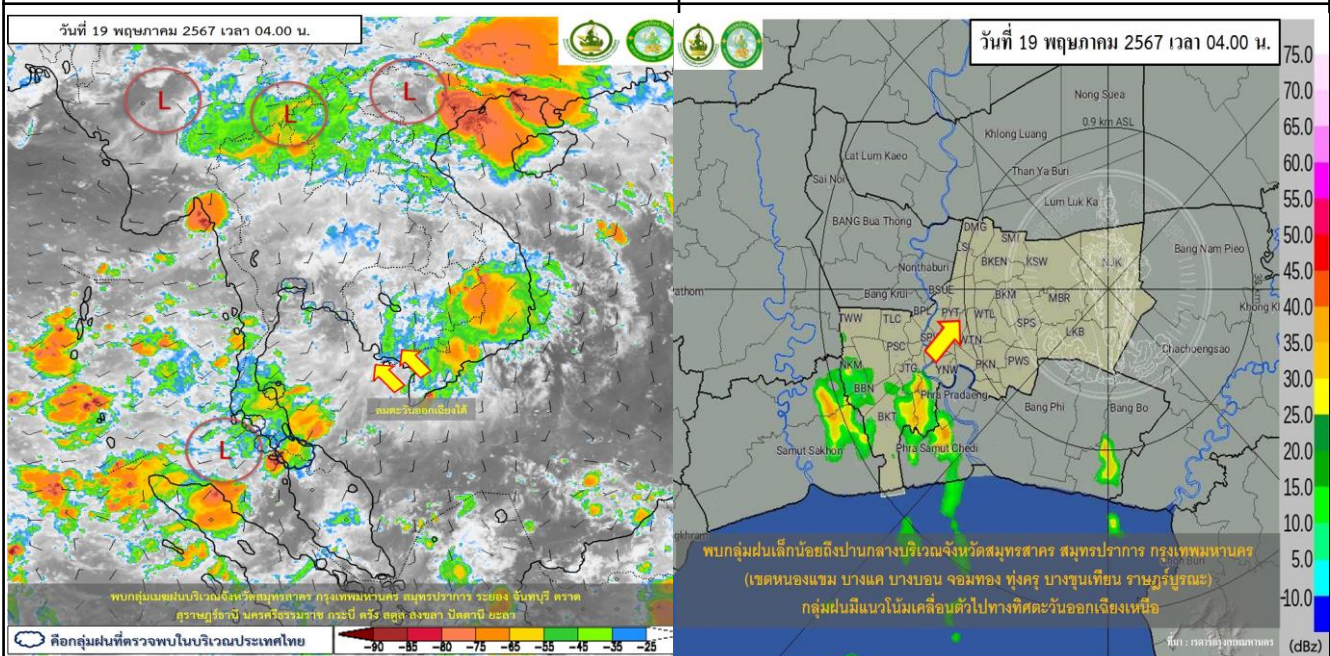 วันที่ 19 พฤษภาคม 2567 เวลา 04.00 น.
L
L
L
L
ลมตะวันออกเฉียงใต้
พบกลุ่มเมฆฝนบริเวณจังหวัดสมุทรสาคร กรุงเทพมหานคร สมุทรปราการ ระยอง จันทบุรี ตราด
สุราษฎร์ธานี นครศรีธรรมราช กระบี่ ตรัง สตูล สงขลา ปัตตานี ยะลา
คือกลุ่มฝนที่ตรวจพบในบริเวณประเทศไทย
-90 -85 -80 -75 -65 -55 -45 -35 -25
วันที่ 19 พฤษภาคม 2567 เวลา 04.00 น.
75.0
70.0
65.0
60.0
55.0
50.0
45.0
40.0
35.0
30.0
25.0
20.0
15.0
10.0
5.0
-10.0
(dBz)
Nong Suea
0.9 km ASL
Khlong Luang
Lat Lum Kaeo
Than Ya Buri
Sai Noi
Lum Luk Ka
BANG Bua Thong
DMG
SMI
LSI
Bang Nam Pieo
BKEN
KSW
NJK
Nonthaburi
BSUE
Pathom
Bang Krui
BKM
MBR
Khong K
TWW
TLC
BPL
PYT
WTL
SPS
LKB
PSC
WTN
Chachoengsao
NKM
JTG
YNW
PKN
PWS
BBN
Phra Pradaeng
BKT
Bang Phi
Bang Bo
Samut Sakhon
Phra Samut Chedi
Chon Buri
พบกลุ่มฝนเล็กน้อยถึงปานกลางบริเวณจังหวัดสมุทรสาคร สมุทรปราการ กรุงเทพมหานคร
(เขตหนองแขม บางแค บางบอน จอมทอง ทุ่งครุ บางขุนเทียน ราษฎร์บูรณะ)
กลุ่มฝนมีแนวโน้มเคลื่อนตัวไปทางทิศตะวันออกเฉียงเหนือ
ที่มา : เรดาร์กรุงเทพมหานคร